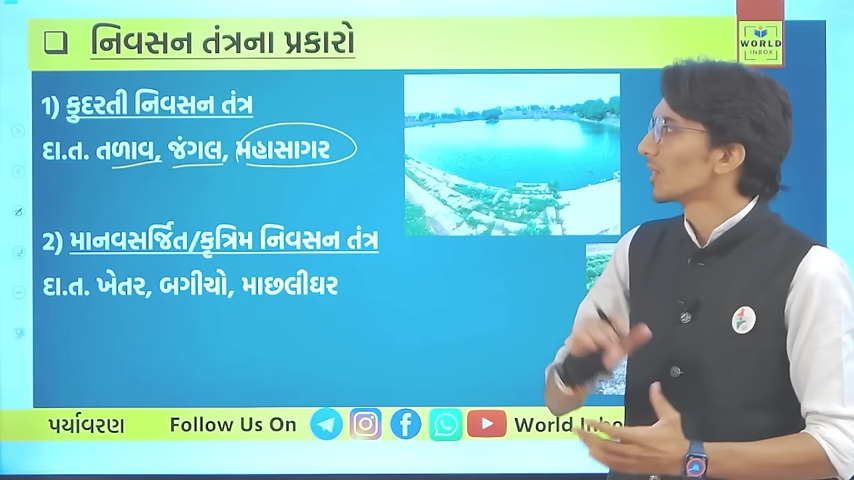 ❑ નિવસન તંત્રના પ્રકારો
WORLD
INBOX
1) કુદરતી નિવસન તંત્ર
દા.ત. તળાવ, જંગલ, મહાસાગર
2) માનવસર્જિત/કૃત્રિમ નિવસન તંત્ર
દા.ત. ખેતર, બગીચો, માછલીઘર
પર્યાવરણ Follow Us On World